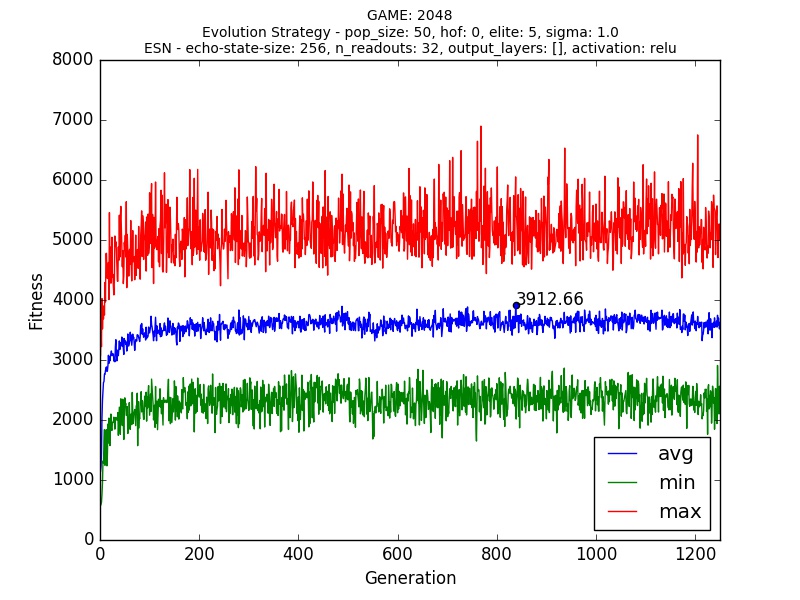 GAME: 2048
Evolution Strategy - pop_size: 50, hof: 0, elite: 5, sigma: 1.0
ESN - echo-state-size: 256, n_readouts: 32, output_layers: [], activation: relu
8000
7000
6000
5000
4000
3000
2000
1000
0
Fitness
3912.66
avg
min
max
0 200 400 600 800 1000 1200
Generation